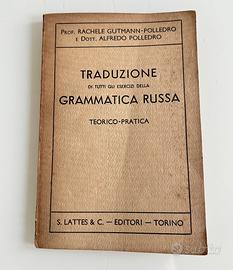 Prof. RACHELE GUTMANN-POLLEDRO
E Dott. ALFREDO POLLEDRO
TRADUZIONE
DI TUTTI GLI ESERCIZI DELLA
GRAMMATICA RUSSA
TEORICO-PRATICA
S. LATTES & C. — EDITORI — TORINO